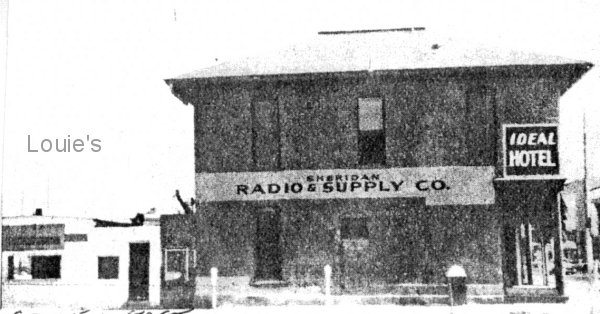 Louie's
SHERIDAN
RADIO & SUPPLY CO.
IDEAL
HOTEL